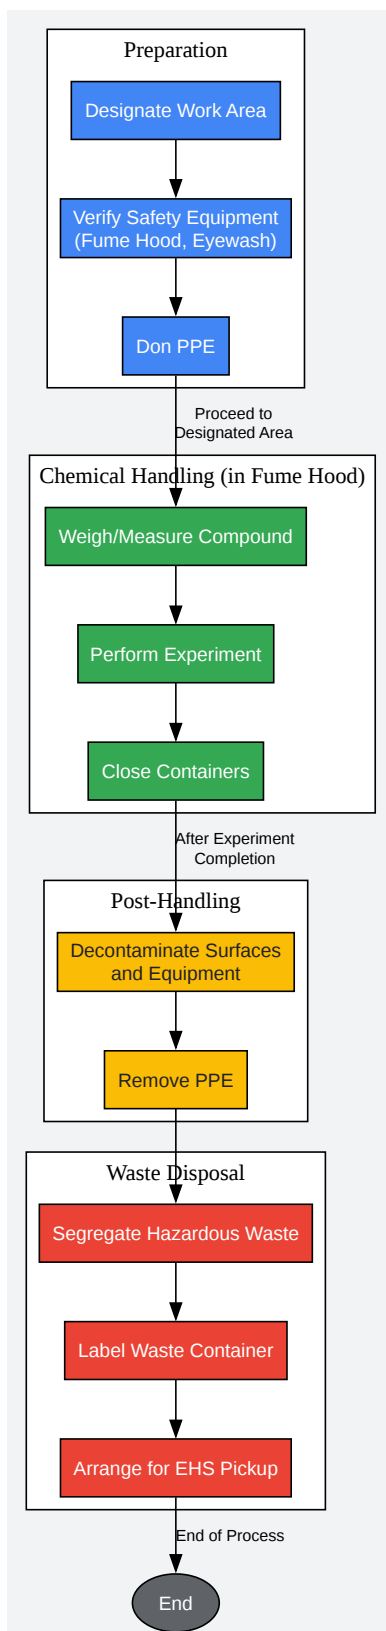 Preparation
Designate Work Area
Verify Safety Equipment
(Fume Hood, Eyewash)
Don PPE
Proceed to
Designated Area
Chemical Handling (in Fume Hood)
Weigh/Measure Compound
Perform Experiment
Close Containers
After Experiment
Completion
Post-Handling
Decontaminate Surfaces
and Equipment
Remove PPE
Waste Disposal
Segregate Hazardous Waste
Label Waste Container
Arrange for EHS Pickup
End of Process
End